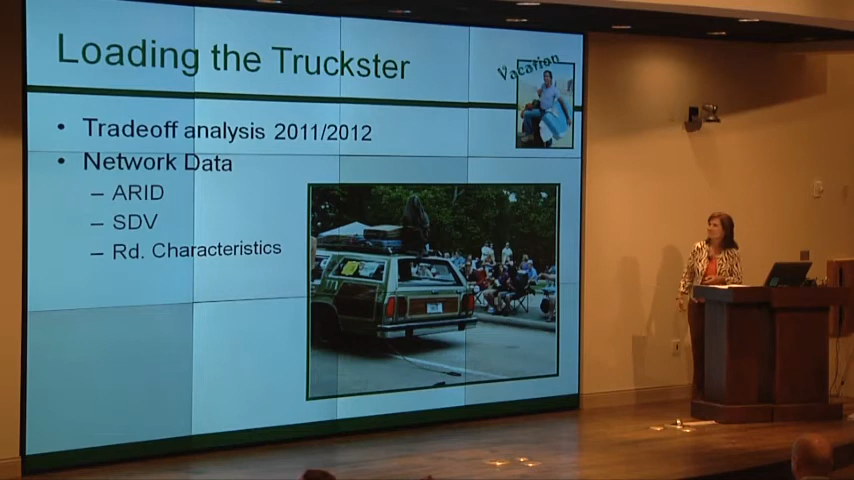 Loading the Truckster
Vacation
• Tradeoff analysis 2011/2012
• Network Data
– ARID
– SDV
– Rd. Characteristics